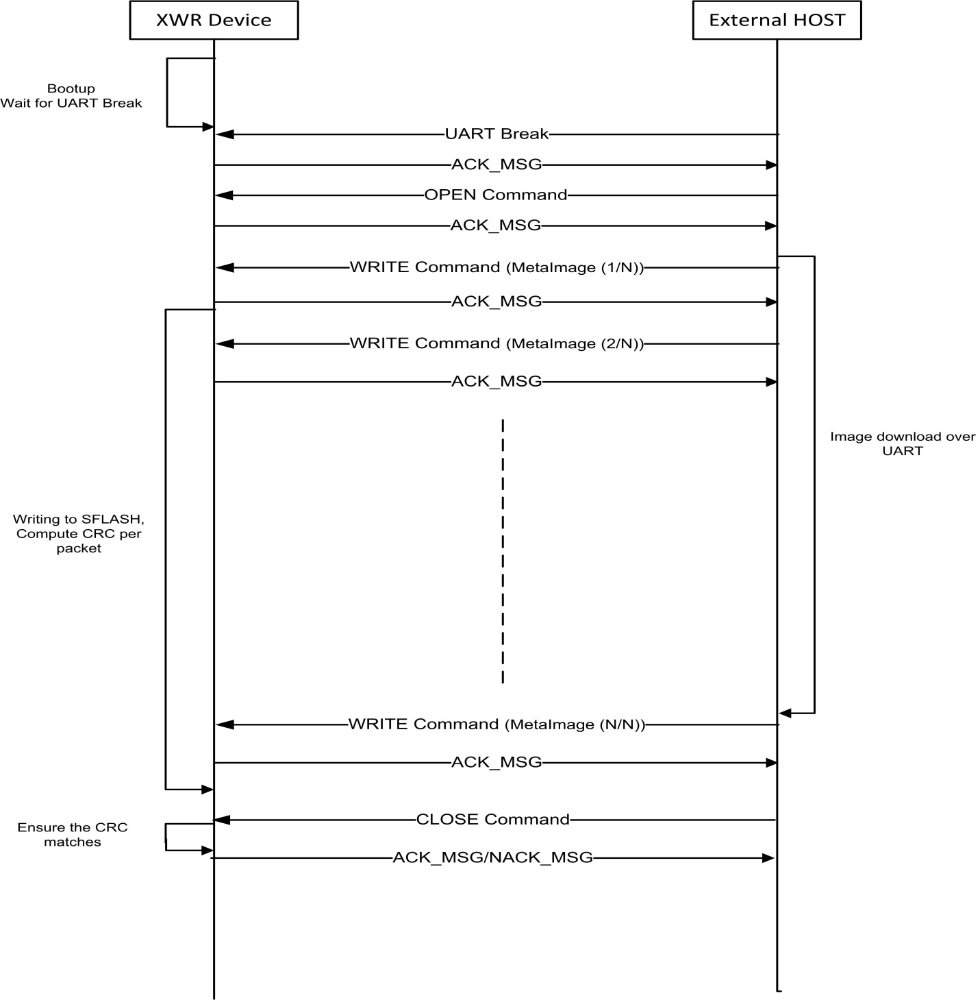 XWR Device
External HOST
Bootup
Wait for UART Break
UART Break
ACK_MSG
OPEN Command
ACK_MSG
WRITE Command (MetaImage (1/N))
ACK_MSG
WRITE Command (MetaImage (2/N))
ACK_MSG
Image download over
UART
Writing to SFLASH,
Compute CRC per
packet
WRITE Command (MetaImage (N/N))
ACK_MSG
CLOSE Command
Ensure the CRC
matches
ACK_MSG/NACK_MSG